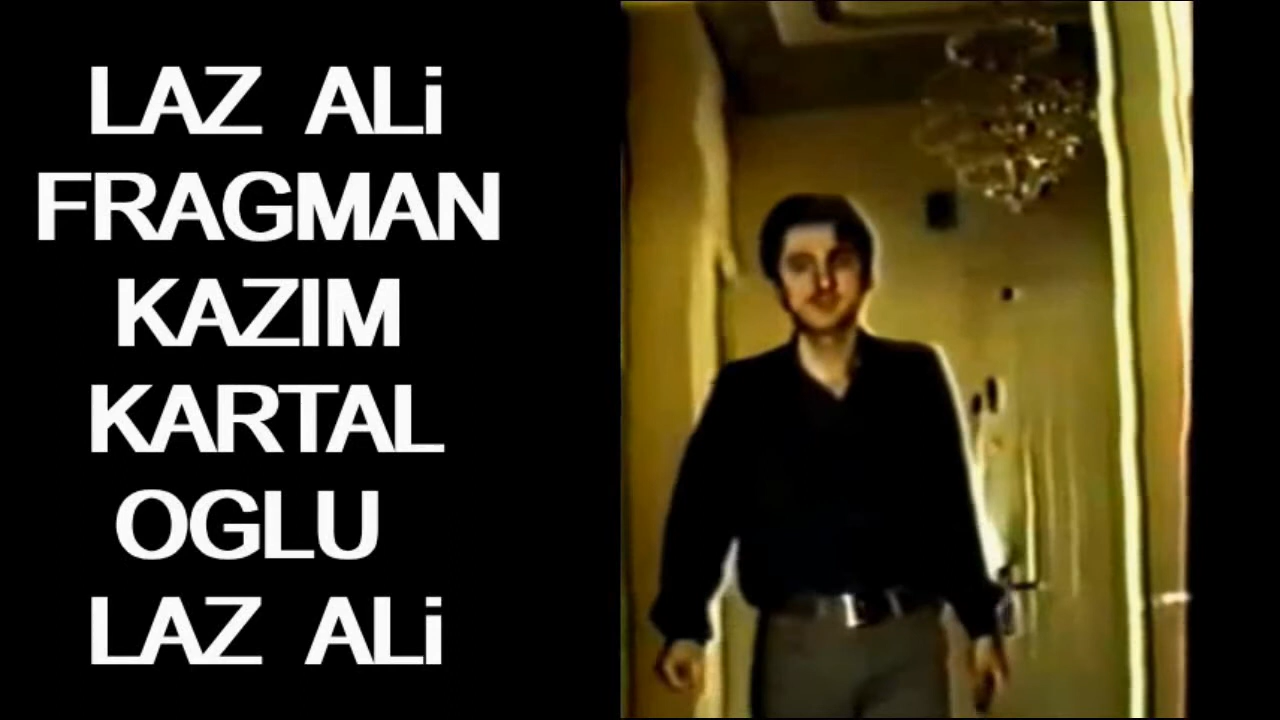 LAZ ALi
FRAGMAN
KAZIM
KARTAL
OGLU
LAZ ALi